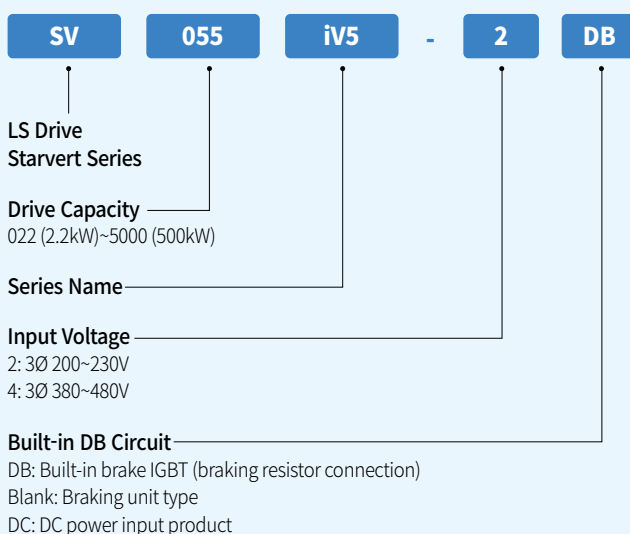 SV 055 iV5 - 2 DB
LS Drive
Starvert Series
Drive Capacity
022 (2.2kW)~5000 (500kW)
Series Name
Input Voltage
2: 3Ø 200~230V
4: 3Ø 380~480V
Built-in DB Circuit
DB: Built-in brake IGBT (braking resistor connection)
Blank: Braking unit type
DC: DC power input product